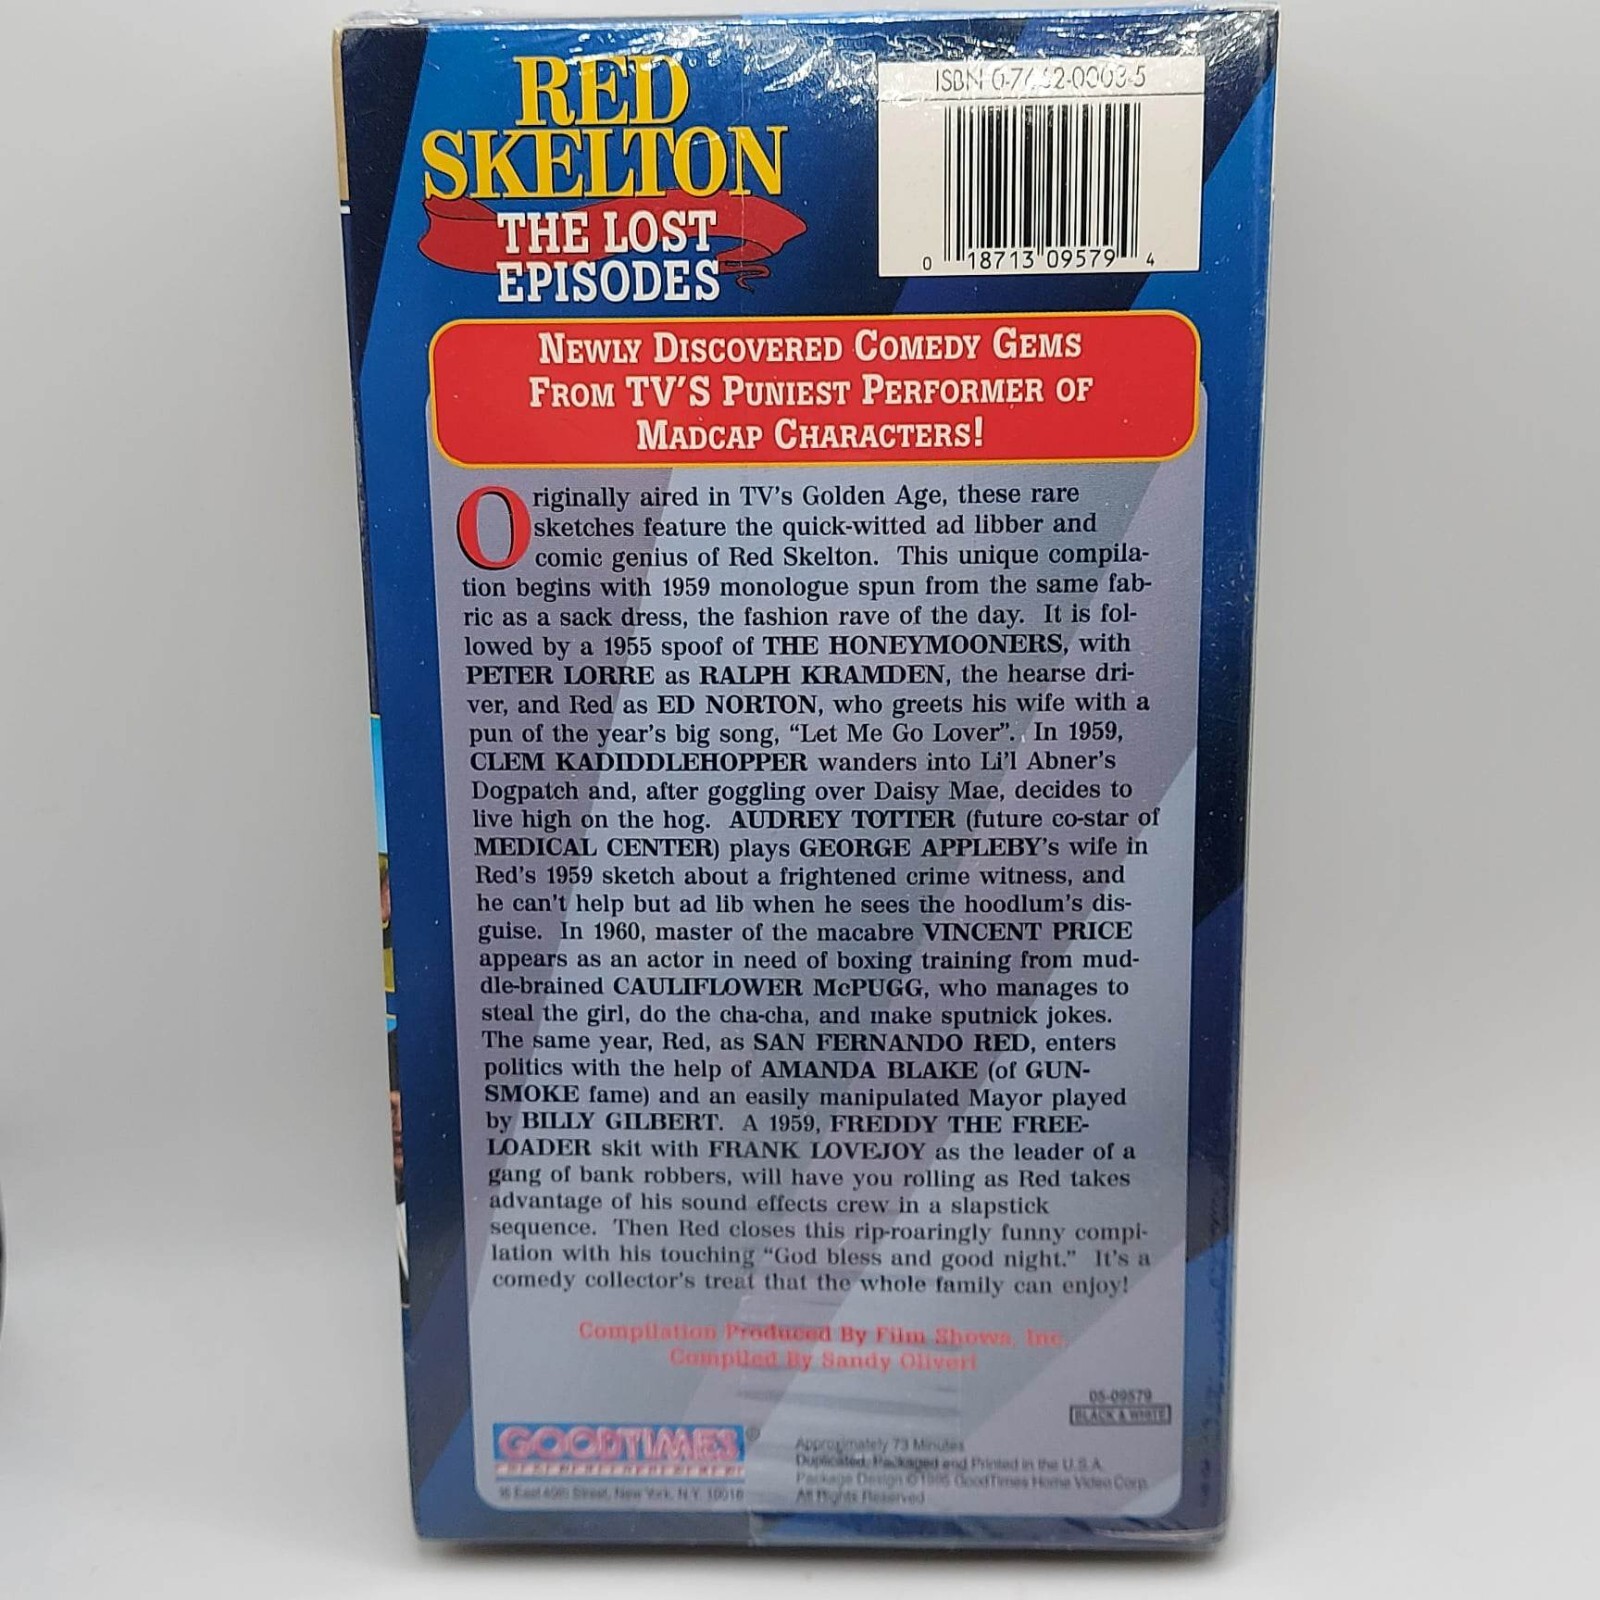 RED
SKELTON
THE LOST
EPISODES
ISBN
0 18713 09579 4
NEWLY DISCOVERED COMEDY GEMS
FROM TV'S PUNIEST PERFORMER OF
MADCAP CHARACTERS!
Originally aired in TV's Golden Age, these rare
sketches feature the quick-witted ad libber and
comic genius of Red Skelton. This unique compila-
tion begins with 1959 monologue spun from the same fab-
ric as a sack dress, the fashion rave of the day. It is fol-
lowed by a 1955 spoof of THE HONEYMOONERS, with
PETER LORRE as RALPH KRAMDEN, the hearse dri-
ver, and Red as ED NORTON, who greets his wife with a
pun of the year's big song, “Let Me Go Lover”. In 1959,
CLEM KADIDDLEHOPPER wanders into Li'l Abner's
Dogpatch and, after goggling over Daisy Mae, decides to
live high on the hog. AUDREY TOTTER (future co-star of
MEDICAL CENTER) plays GEORGE APPLEBY's wife in
Red's 1959 sketch about a frightened crime witness, and
he can't help but ad lib when he sees the hoodlum's dis-
guise. In 1960, master of the macabre VINCENT PRICE
appears as an actor in need of boxing training from mud-
dle-brained CAULIFLOWER McPUGG, who manages to
steal the girl, do the cha-cha, and make sputnick jokes.
The same year, Red, as SAN FERNANDO RED, enters
politics with the help of AMANDA BLAKE (of GUN-
SMOKE fame) and an easily manipulated Mayor played
by BILLY GILBERT. A 1959, FREDDY THE FREE-
LOADER skit with FRANK LOVEJOY as the leader of a
gang of bank robbers, will have you rolling as Red takes
advantage of his sound effects crew in a slapstick
sequence. Then Red closes this rip-roaringly funny compi-
lation with his touching “God bless and good night.” It's a
comedy collector's treat that the whole family can enjoy!
Compilation Produced By Film Shows, Inc.
Compiled By Sandy Oliveri
05-09579
BLACK & WHITE
GOODTIMES®
16 East 40th Street, New York, N.Y. 10016
Approximately 73 Minutes
Duplicated, Packaged and Printed in the U.S.A.
Package Design © 1995 GoodTimes Home Video Corp.
All Rights Reserved